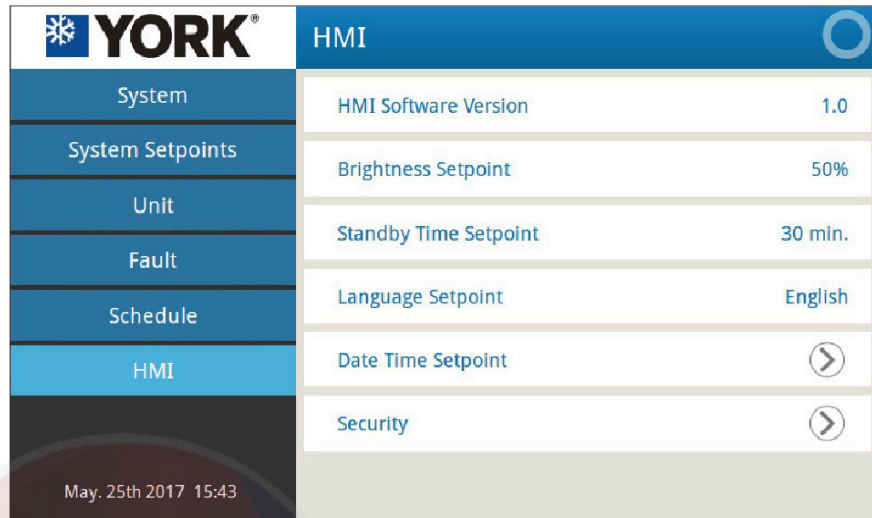 YORK®
HMI
System
System Setpoints
Unit
Fault
Schedule
HMI
May. 25th 2017 15:43
HMI Software Version 1.0
Brightness Setpoint 50%
Standby Time Setpoint 30 min.
Language Setpoint English
Date Time Setpoint
Security